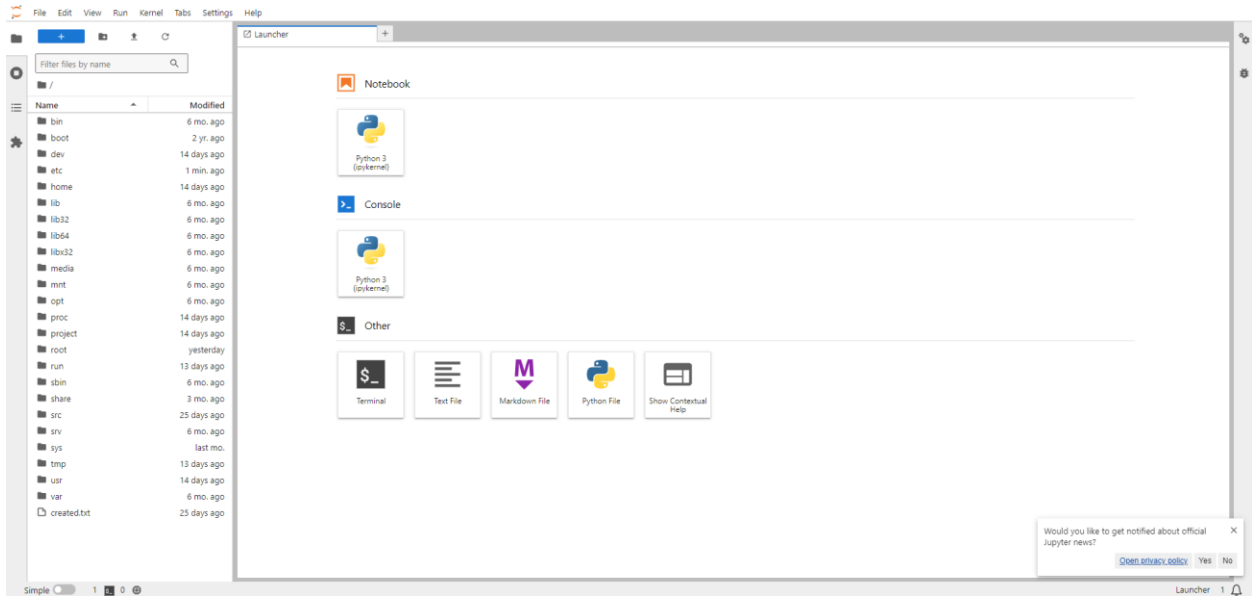 File Edit View Run Kernel Tabs Settings Help
+
Launcher +
Filter files by name
/
Name Modified
bin 6 mo. ago
boot 2 yr. ago
dev 14 days ago
etc 1 min. ago
home 14 days ago
lib 6 mo. ago
lib32 6 mo. ago
lib64 6 mo. ago
libx32 6 mo. ago
media 6 mo. ago
mnt 6 mo. ago
opt 6 mo. ago
proc 14 days ago
project 14 days ago
root yesterday
run 13 days ago
sbin 6 mo. ago
share 3 mo. ago
src 25 days ago
srv 6 mo. ago
sys last mo.
tmp 13 days ago
usr 14 days ago
var 6 mo. ago
created.txt 25 days ago
Notebook
Python 3
(ipykernel)
Console
Python 3
(ipykernel)
$_ Other
$_
M
Terminal
Text File
Markdown File
Python File
Show Contextual
Help
Would you like to get notified about official
Jupyter news?
Open privacy policy Yes No
Simple 1 0
Launcher 1